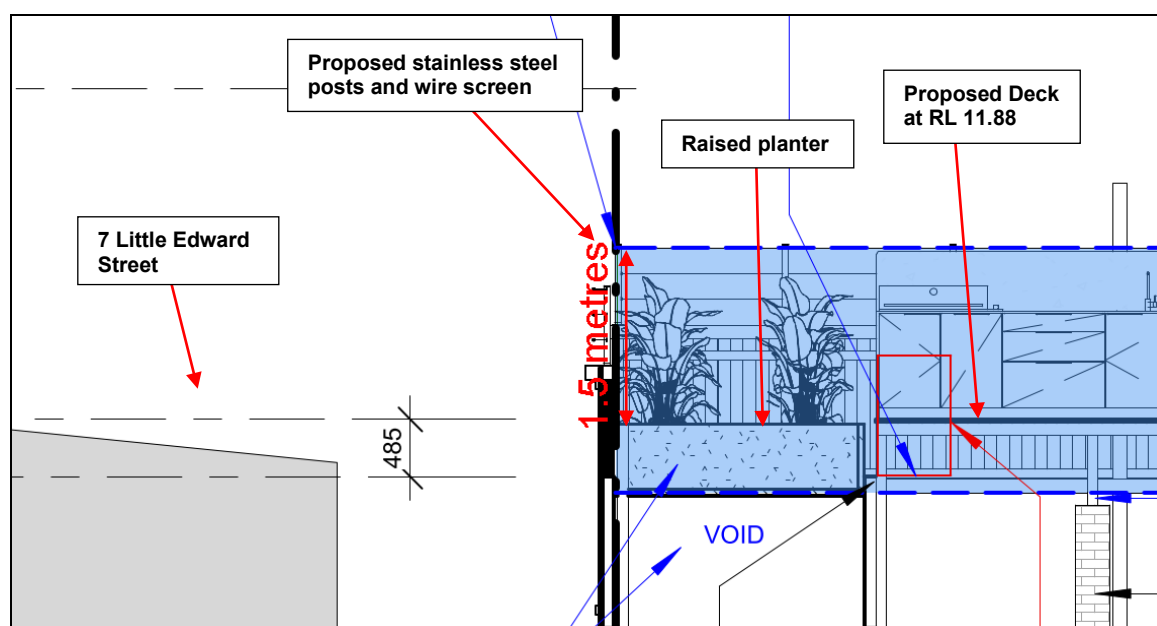 Proposed stainless steel
posts and wire screen
Proposed Deck
at RL 11.88
Raised planter
7 Little Edward
Street
1.5 metres
485
VOID